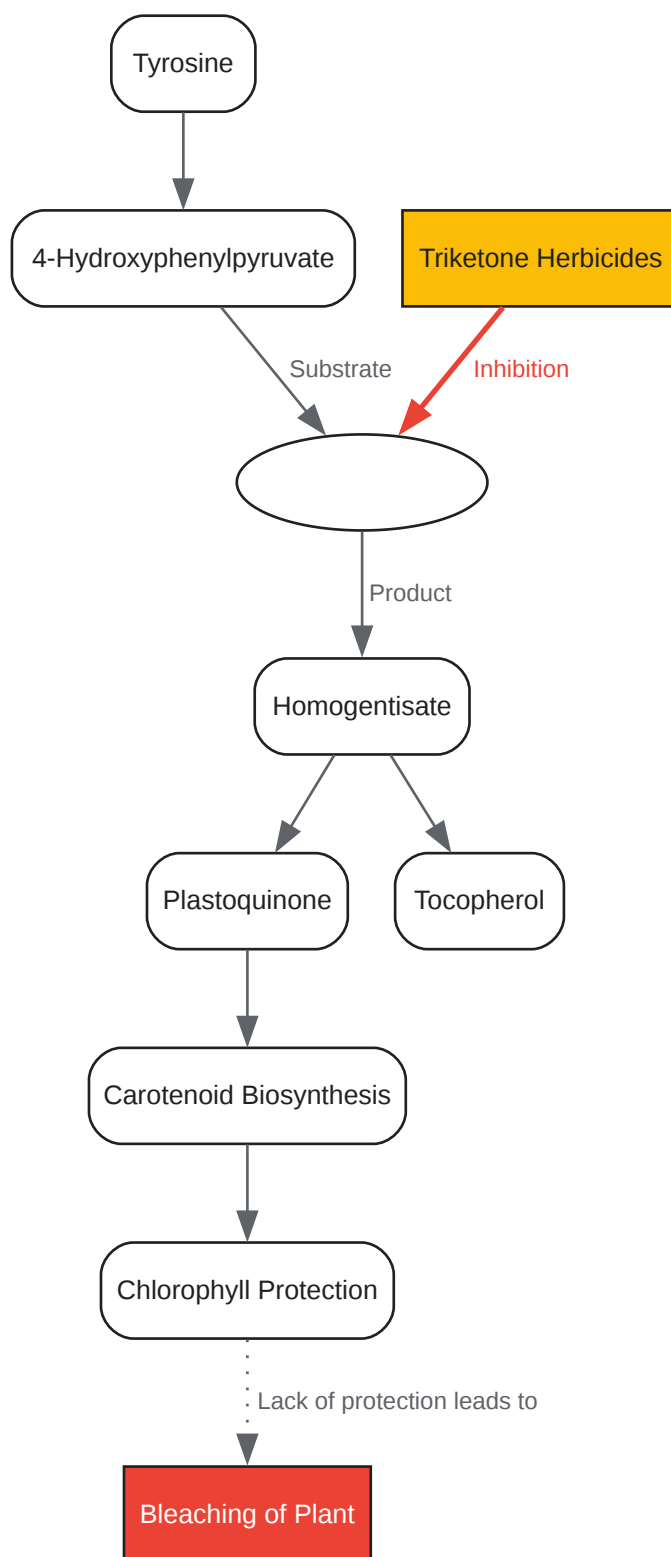 Tyrosine
4-Hydroxyphenylpyruvate
Triketone Herbicides
Substrate
Inhibition
Product
Homogentisate
Plastoquinone
Tocopherol
Carotenoid Biosynthesis
Chlorophyll Protection
Lack of protection leads to
Bleaching of Plant